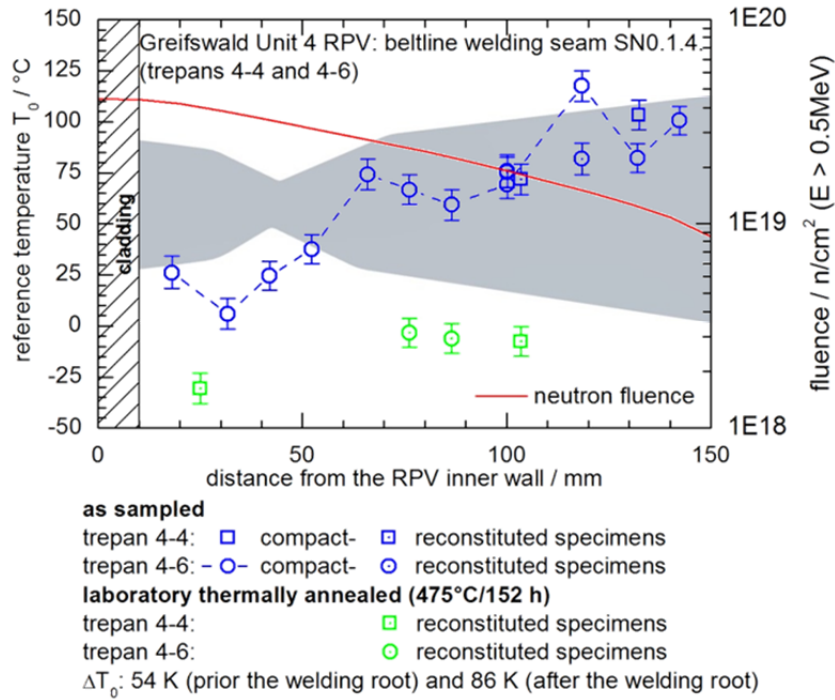 Greifswald Unit 4 RPV: beltline welding seam SN0.1.4.
(trepans 4-4 and 4-6)
reference temperature T₀ / °C
150
125
100
75
50
25
0
-25
-50
cladding
1E20
1E19
1E18
fluence / n/cm² (E > 0.5MeV)
neutron fluence
0
50
100
150
distance from the RPV inner wall / mm
as sampled
trepan 4-4: compact- reconstituted specimens
trepan 4-6: compact- reconstituted specimens
laboratory thermally annealed (475°C/152 h)
trepan 4-4: reconstituted specimens
trepan 4-6: reconstituted specimens
ΔT₀: 54 K (prior the welding root) and 86 K (after the welding root)